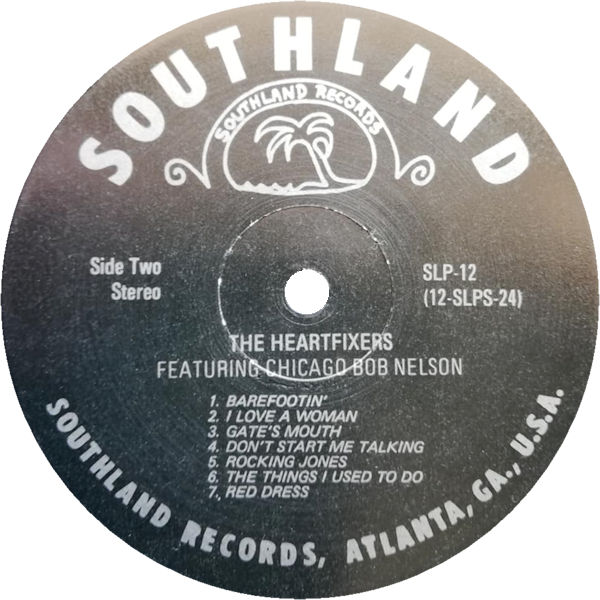 SOUTHLAND
SOUTHLAND RECORDS
Side Two
Stereo
SLP-12
(12-SLPS-24)
THE HEARTFIXERS
FEATURING CHICAGO BOB NELSON
1. BAREFOOTIN'
2. I LOVE A WOMAN
3. GATE'S MOUTH
4. DON'T START ME TALKING
5. ROCKING JONES
6. THE THINGS I USED TO DO
7. RED DRESS
SOUTHLAND RECORDS, ATLANTA, GA., U.S.A.